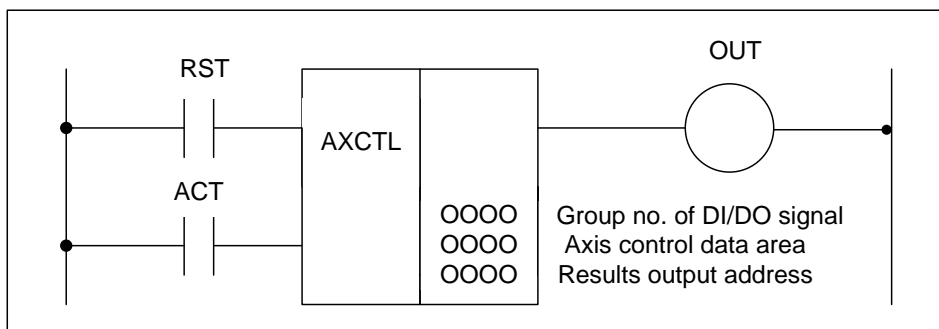 OUT
RST
AXCTL
ACT
OOOO Group no. of DI/DO signal
OOOO Axis control data area
OOOO Results output address